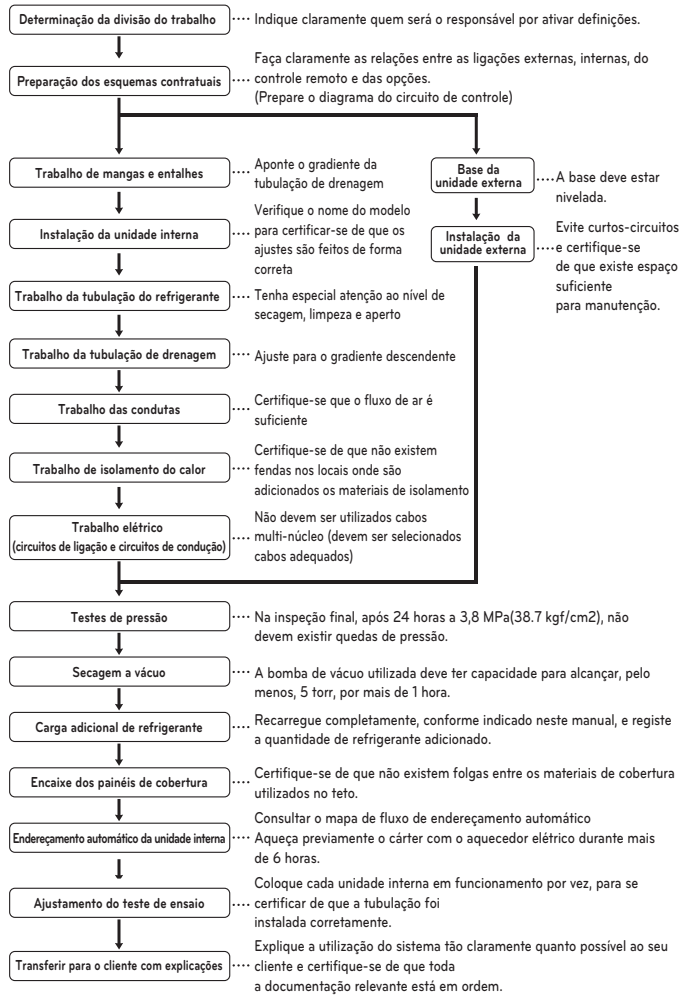 Determinação da divisão do trabalho
Indique claramente quem será o responsável por ativar definições.
Preparação dos esquemas contratuais
Faça claramente as relações entre as ligações externas, internas, do
controle remoto e das opções.
(Prepare o diagrama do circuito de controle)
Trabalho de mangas e entalhes
Aponte o gradiente da
tubulação de drenagem
Base da
unidade externa
A base deve estar
nivelada.
Instalação da unidade interna
Verifique o nome do modelo
para certificar-se de que os
ajustes são feitos de forma
correta
Instalação da
unidade externa
Evite curtos-circuitos
e certifique-se
de que existe espaço
suficiente
para manutenção.
Trabalho da tubulação do refrigerante
Tenha especial atenção ao nível de
secagem, limpeza e aperto
Trabalho da tubulação de drenagem
Ajuste para o gradiente descendente
Trabalho das condutas
Certifique-se que o fluxo de ar é
suficiente
Trabalho de isolamento do calor
Certifique-se de que não existem
fendas nos locais onde são
adicionados os materiais de isolamento
Trabalho elétrico
(circuitos de ligação e circuitos de condução)
Não devem ser utilizados cabos
multi-núcleo (devem ser selecionados
cabos adequados)
Testes de pressão
Na inspeção final, após 24 horas a 3,8 MPa(38.7 kgf/cm2), não
devem existir quedas de pressão.
Secagem a vácuo
A bomba de vácuo utilizada deve ter capacidade para alcançar, pelo
menos, 5 torr, por mais de 1 hora.
Carga adicional de refrigerante
Recarregue completamente, conforme indicado neste manual, e registe
a quantidade de refrigerante adicionado.
Encaixe dos painéis de cobertura
Certifique-se de que não existem folgas entre os materiais de cobertura
utilizados no teto.
Endereçamento automático da unidade interna
Consultar o mapa de fluxo de endereçamento automático
Aqueça previamente o cárter com o aquecedor elétrico durante mais
de 6 horas.
Ajustamento do teste de ensaio
Coloque cada unidade interna em funcionamento por vez, para se
certificar de que a tubulação foi
instalada corretamente.
Transferir para o cliente com explicações
Explique a utilização do sistema tão claramente quanto possível ao seu
cliente e certifique-se de que toda
a documentação relevante está em ordem.